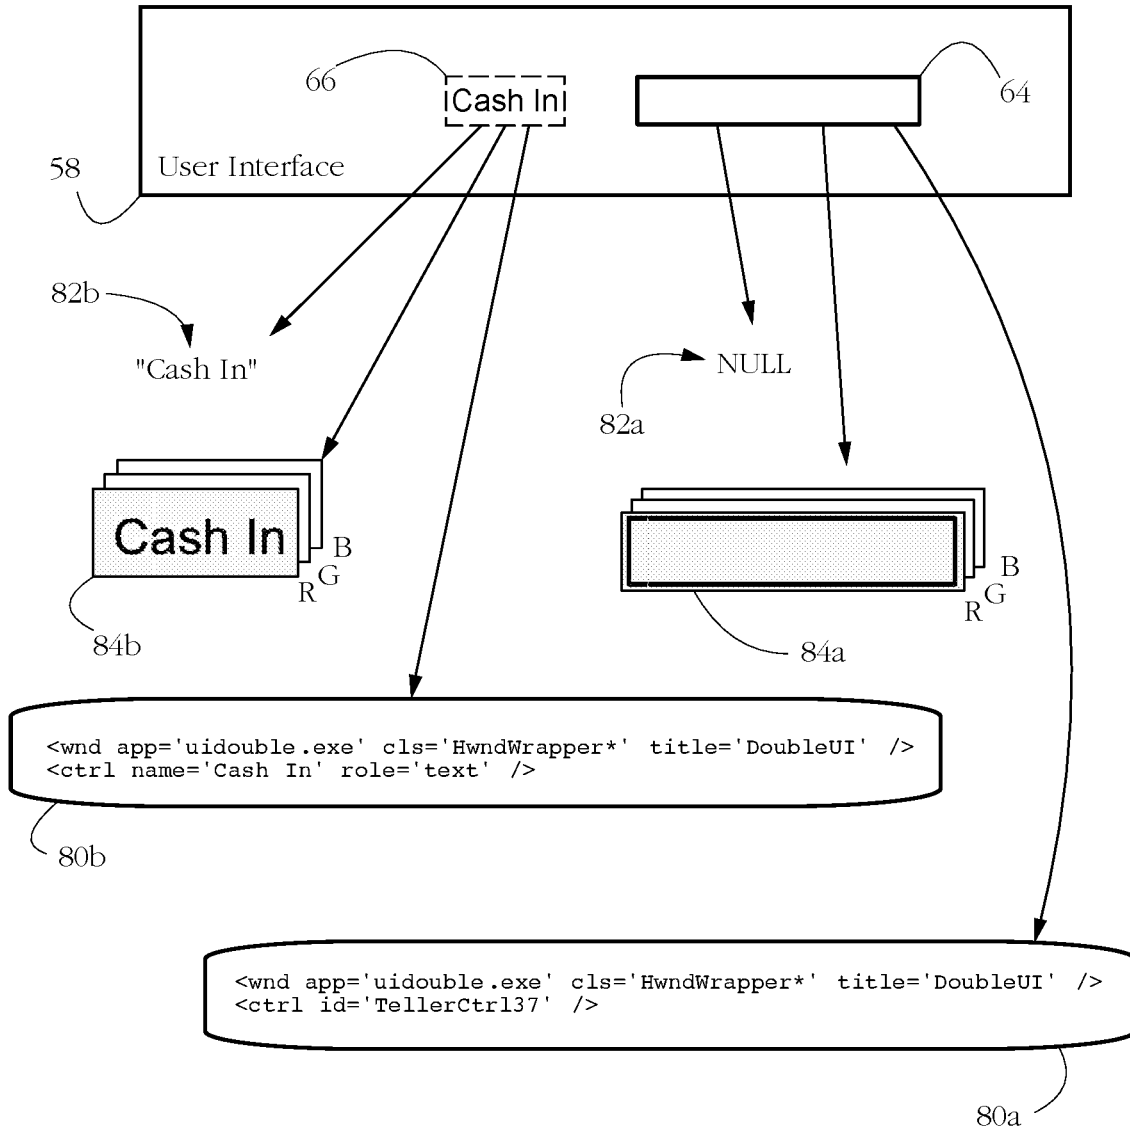 66
Cash In
64
58
User Interface
82b
"Cash In"
NULL
82a
Cash In
R
G
B
84b
R
G
B
84a
<wnd app='uidouble.exe' cls='HwndWrapper*' title='DoubleUI' />
<ctrl name='Cash In' role='text' />
80b
<wnd app='uidouble.exe' cls='HwndWrapper*' title='DoubleUI' />
<ctrl id='TellerCtrl37' />
80a